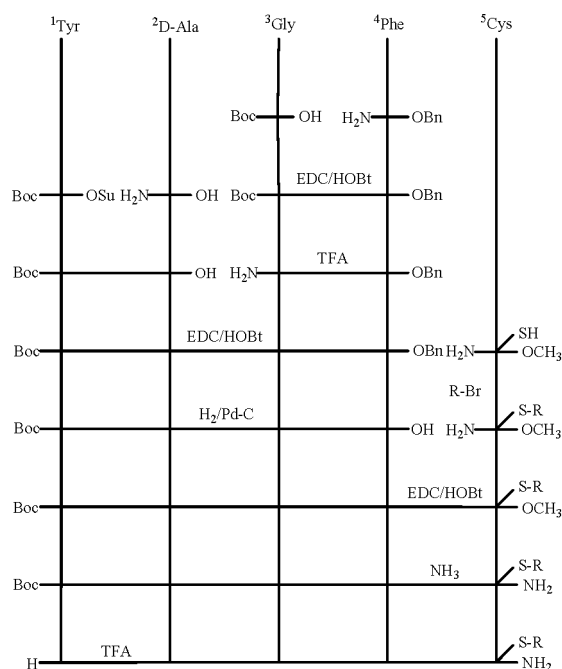 ¹Tyr ²D-Ala ³Gly ⁴Phe ⁵Cys
Boc OH H₂N OBn
Boc OSu H₂N OH Boc EDC/HOBt OBn
Boc OH H₂N TFA OBn
Boc EDC/HOBt OBn H₂N SH OCH₃
R-Br
Boc H₂/Pd-C OH H₂N S-R OCH₃
Boc EDC/HOBt S-R OCH₃
Boc NH₃ S-R NH₂
H TFA S-R NH₂